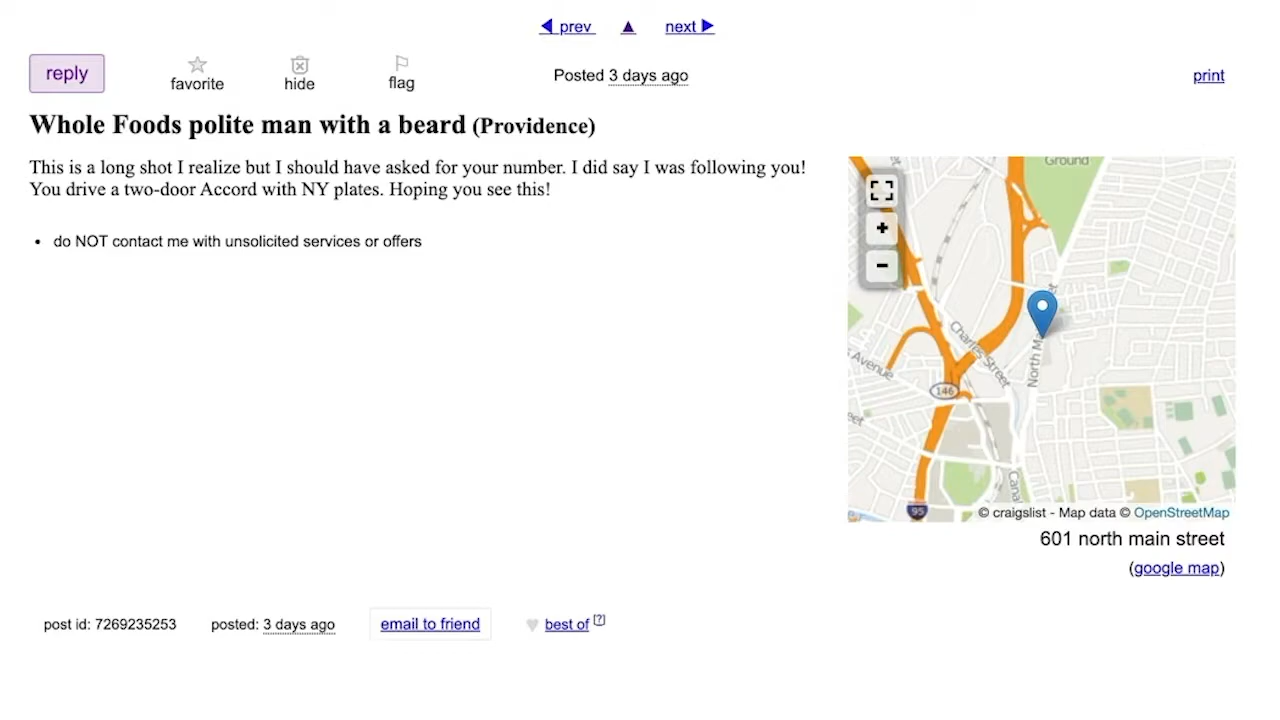 prev
▲
next
reply
favorite
hide
flag
Posted 3 days ago
print
Whole Foods polite man with a beard (Providence)
This is a long shot I realize but I should have asked for your number. I did say I was following you!
You drive a two-door Accord with NY plates. Hoping you see this!
• do NOT contact me with unsolicited services or offers
Ground
+
−
Charles Street
North M
s Avenue
146
eet
Canal
95
© craigslist - Map data © OpenStreetMap
601 north main street
(google map)
post id: 7269235253
posted: 3 days ago
email to friend
best of [?]